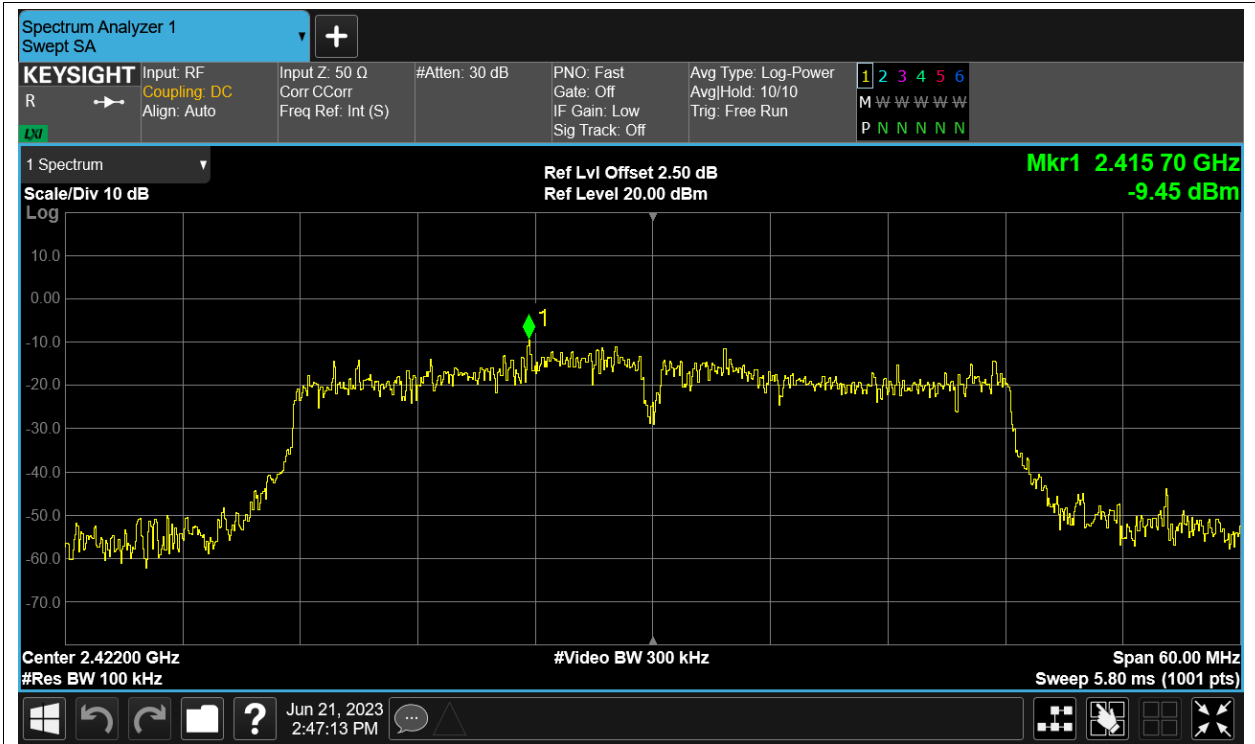 Spectrum Analyzer 1
Swept SA
KEYSIGHT
R
LXI
Input: RF
Coupling: DC
Align: Auto
Input Z: 50 Ω
Corr CCorr
Freq Ref: Int (S)
#Atten: 30 dB
PNO: Fast
Gate: Off
IF Gain: Low
Sig Track: Off
Avg Type: Log-Power
Avg|Hold: 10/10
Trig: Free Run
1 2 3 4 5 6
M W W W W W
P N N N N N
1 Spectrum
Scale/Div 10 dB
Log
Ref Lvl Offset 2.50 dB
Ref Level 20.00 dBm
Mkr1 2.415 70 GHz
-9.45 dBm
10.0
0.00
1
-10.0
-20.0
-30.0
-40.0
-50.0
-60.0
-70.0
Center 2.42200 GHz
#Res BW 100 kHz
#Video BW 300 kHz
Span 60.00 MHz
Sweep 5.80 ms (1001 pts)
?
Jun 21, 2023
2:47:13 PM